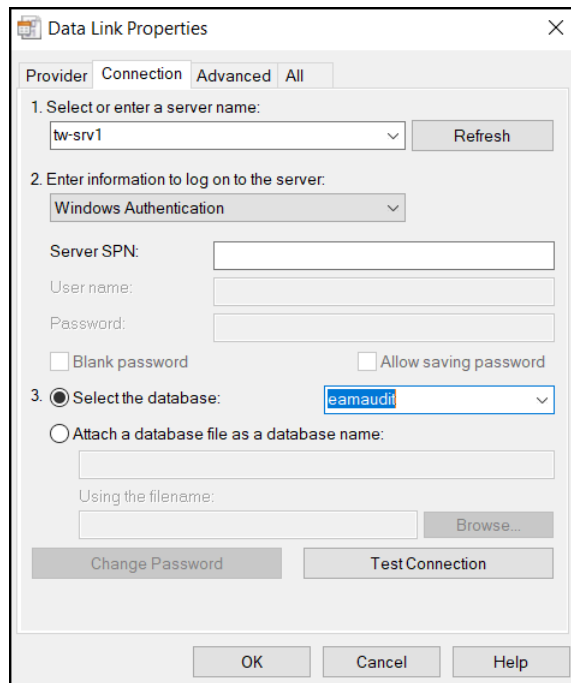 Data Link Properties
Provider Connection Advanced All
1. Select or enter a server name:
tw-srv1 Refresh
2. Enter information to log on to the server:
Windows Authentication
Server SPN:
User name:
Password:
Blank password Allow saving password
3. Select the database: eamaudit
Attach a database file as a database name:
Using the filename:
Browse...
Change Password Test Connection
OK Cancel Help